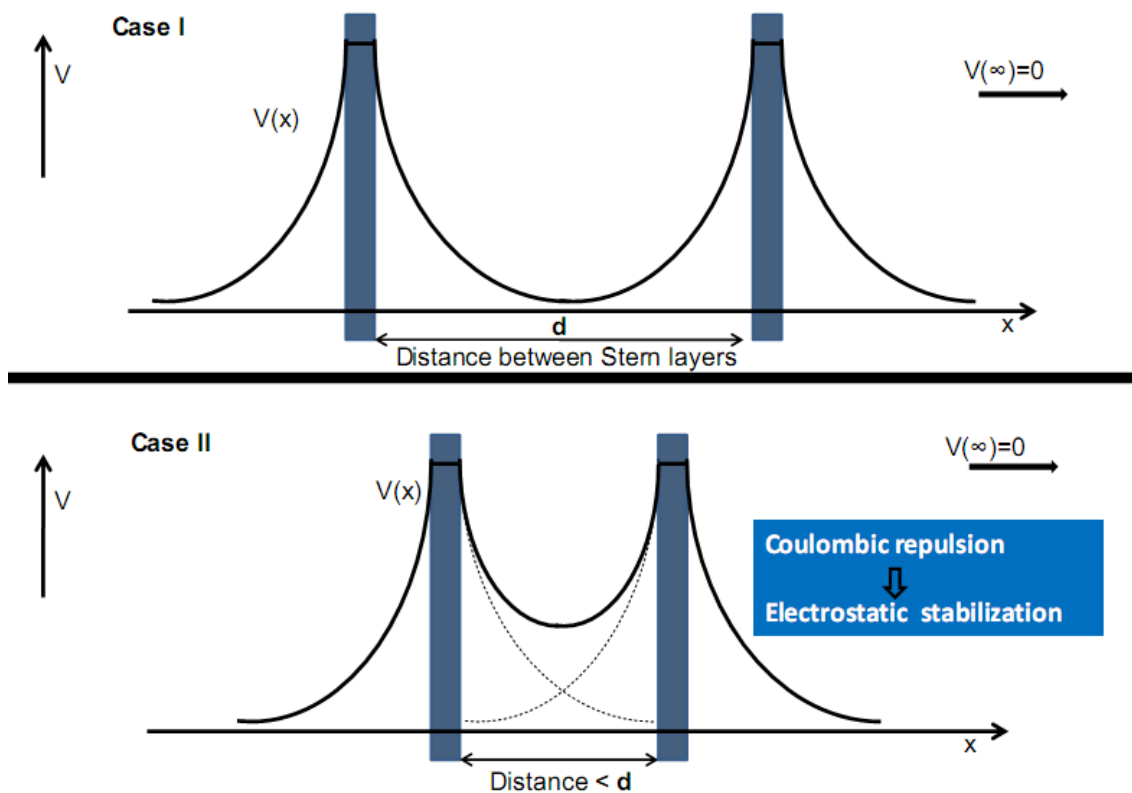 Case I
V
V(x)
V(∞)=0
d
x
Distance between Stern layers
Case II
V(∞)=0
V
V(x)
Coulombic repulsion
Electrostatic stabilization
x
Distance < d